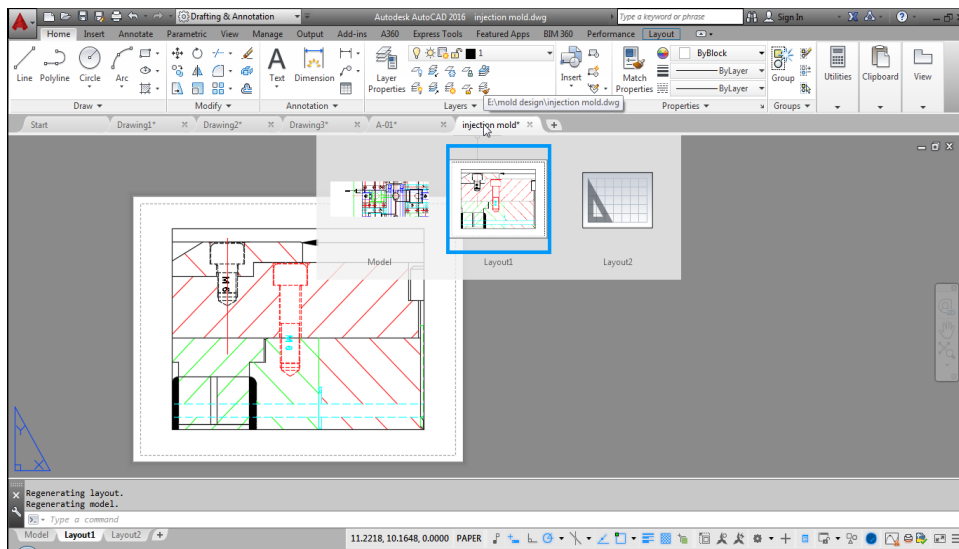 Drafting & Annotation
Autodesk AutoCAD 2016 injection mold.dwg
Type a keyword or phrase
Sign In
Home Insert Annotate Parametric View Manage Output Add-ins A360 Express Tools Featured Apps BIM 360 Performance Layout
1
ByBlock
ByLayer
ByLayer
Line Polyline Circle Arc
Text Dimension
Layer Properties
Insert
Match Properties
Group
Utilities
Clipboard
View
Draw
Modify
Annotation
Layers
Properties
Groups
E:\mold design\injection mold.dwg
Start
Drawing1*
Drawing2*
Drawing3*
A-01*
injection mold*
Model
Layout1
Layout2
M 6
Y
X
Regenerating layout.
Regenerating model.
Type a command
Model Layout1 Layout2 +
11.2218, 10.1648, 0.0000 PAPER